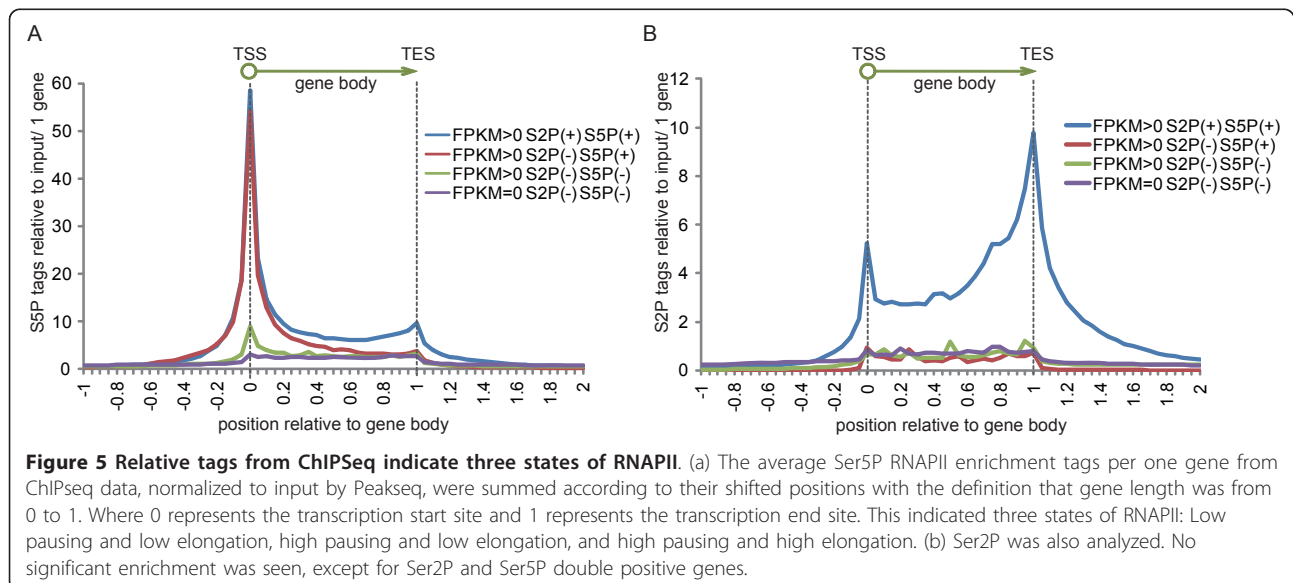 A
TSS
TES
gene body
60
50
40
30
20
10
0
S5P tags relative to input/ 1 gene
FPKM>0 S2P(+) S5P(+)
FPKM>0 S2P(-) S5P(+)
FPKM>0 S2P(-) S5P(-)
FPKM=0 S2P(-) S5P(-)
-1
-0.8
-0.6
-0.4
-0.2
0
0.2
0.4
0.6
0.8
1
1.2
1.4
1.6
1.8
2
position relative to gene body
B
TSS
TES
gene body
12
10
8
6
4
2
0
S2P tags relative to input/ 1 gene
FPKM>0 S2P(+) S5P(+)
FPKM>0 S2P(-) S5P(+)
FPKM>0 S2P(-) S5P(-)
FPKM=0 S2P(-) S5P(-)
-1
-0.8
-0.6
-0.4
-0.2
0
0.2
0.4
0.6
0.8
1
1.2
1.4
1.6
1.8
2
position relative to gene body
Figure 5 Relative tags from ChIPSeq indicate three states of RNAPII. (a) The average Ser5P RNAPII enrichment tags per one gene from
ChIPseq data, normalized to input by Peakseq, were summed according to their shifted positions with the definition that gene length was from
0 to 1. Where 0 represents the transcription start site and 1 represents the transcription end site. This indicated three states of RNAPII: Low
pausing and low elongation, high pausing and low elongation, and high pausing and high elongation. (b) Ser2P was also analyzed. No
significant enrichment was seen, except for Ser2P and Ser5P double positive genes.